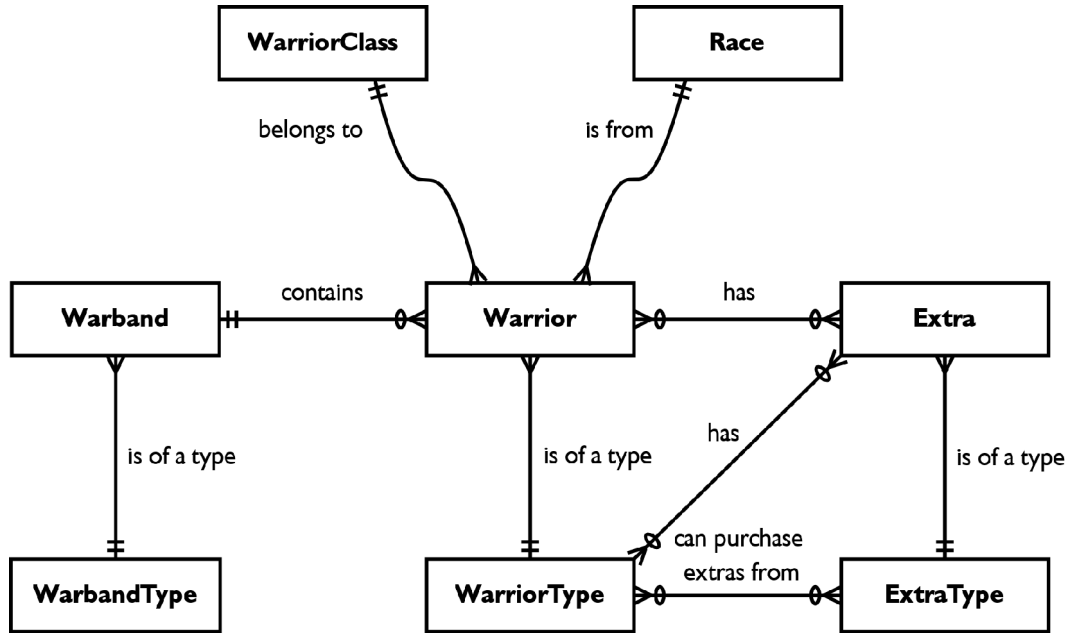 WarriorClass
Race
belongs to
is from
Warband
contains
Warrior
has
Extra
is of a type
is of a type
has
is of a type
can purchase
extras from
WarbandType
WarriorType
ExtraType